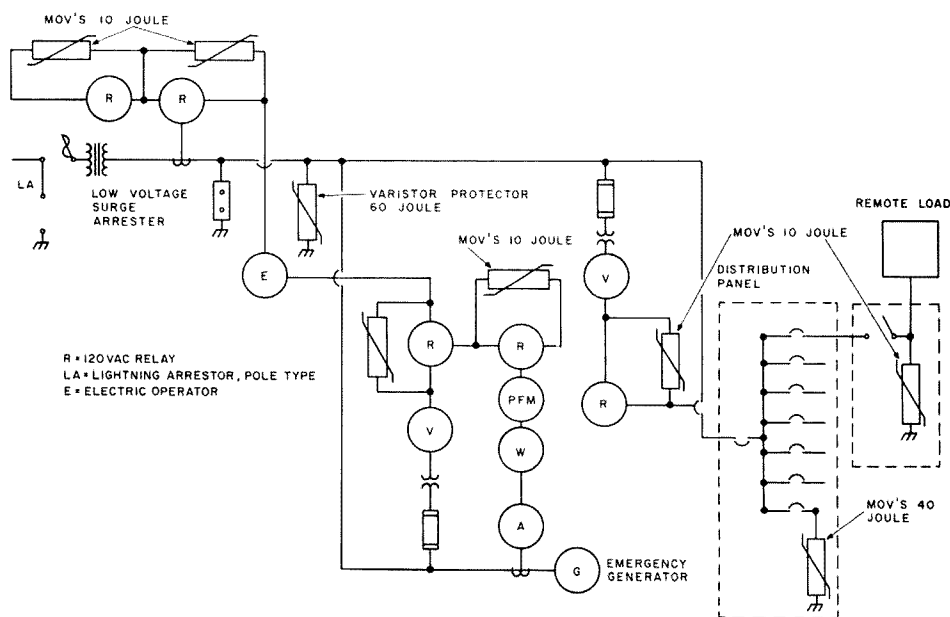 MOV'S 10 JOULE
R
R
LA
LOW VOLTAGE
SURGE
ARRESTER
VARISTOR PROTECTOR
60 JOULE
REMOTE LOAD
MOV'S 10 JOULE
MOV'S 10 JOULE
DISTRIBUTION
PANEL
E
V
R
R
R = 120VAC RELAY
LA = LIGHTNING ARRESTOR, POLE TYPE
E = ELECTRIC OPERATOR
PFM
R
V
W
MOV'S 40
JOULE
A
G
EMERGENCY
GENERATOR